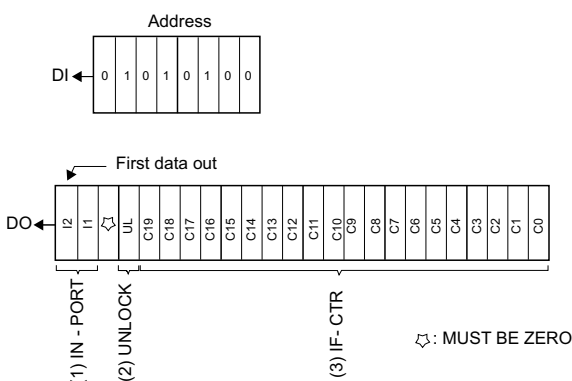 Address
DI 0 1 0 1 0 1 0 0
First data out
DO I2 I1 UL C19 C18 C17 C16 C15 C14 C13 C12 C11 C10 C9 C8 C7 C6 C5 C4 C3 C2 C1 C0
(1) IN - PORT
(2) UNLOCK
(3) IF- CTR
: MUST BE ZERO